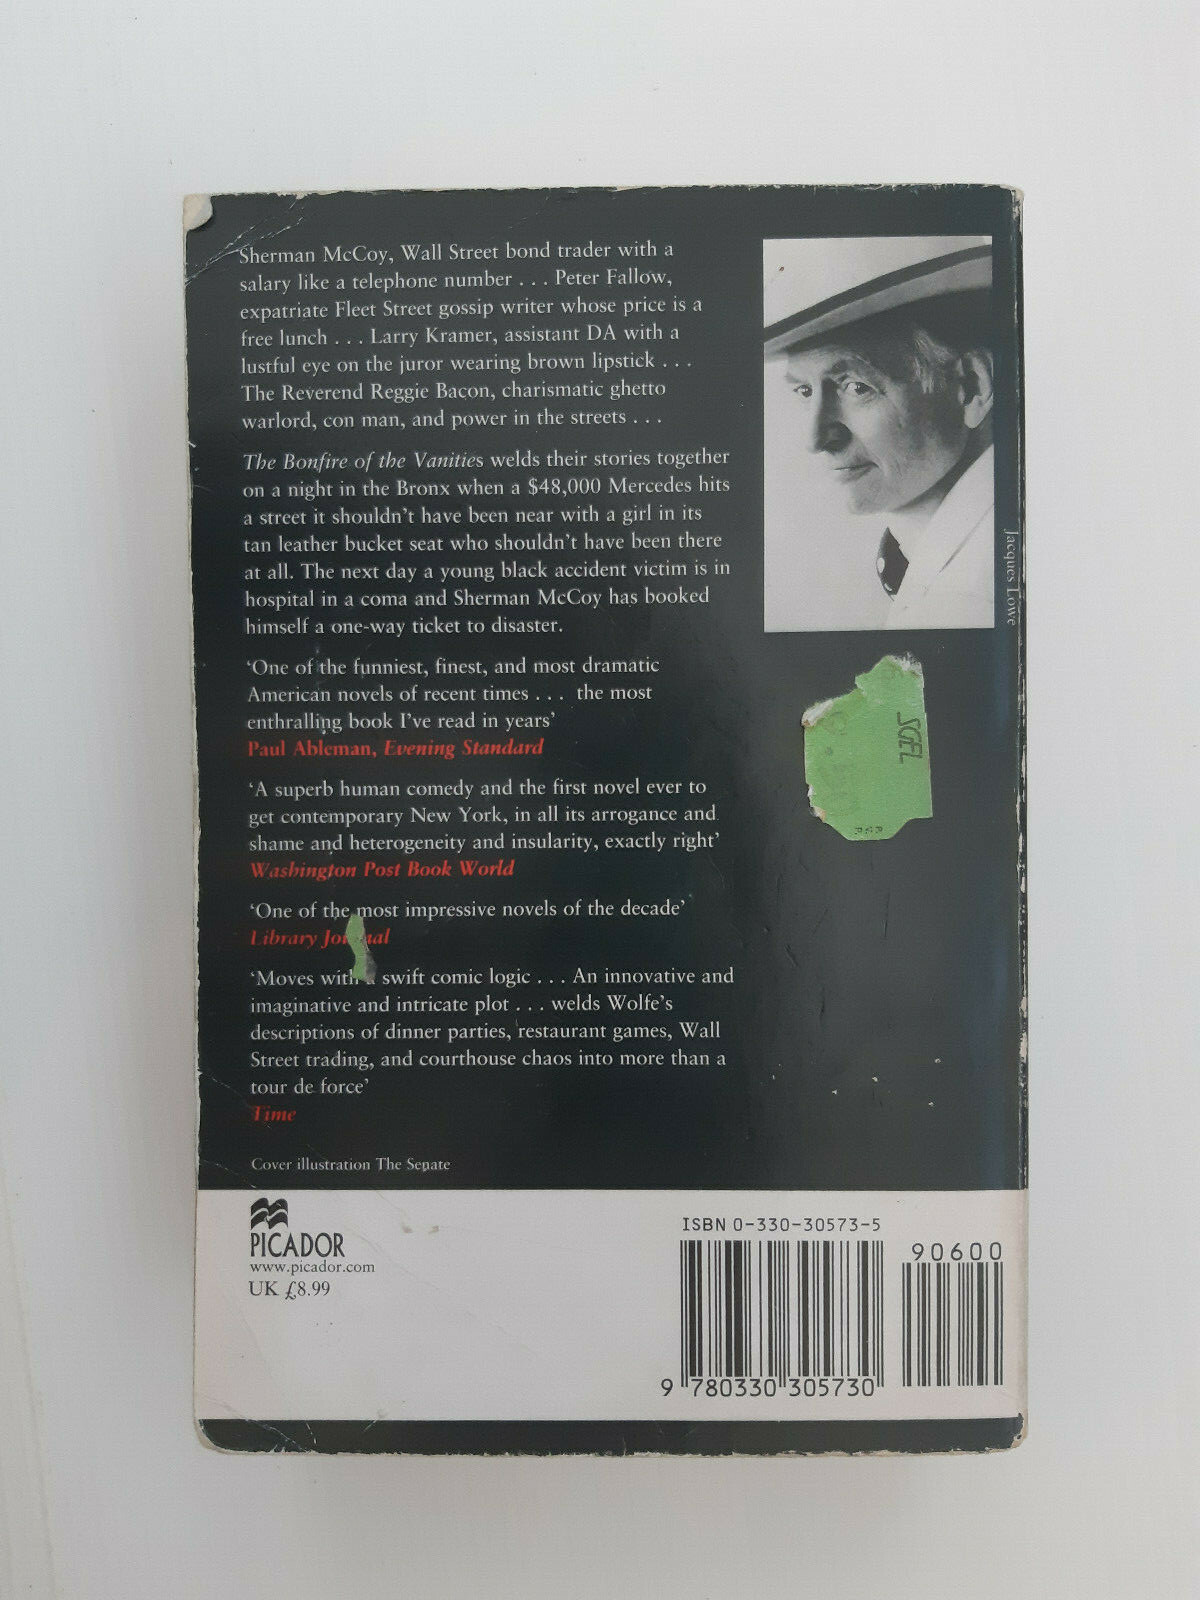 Sherman McCoy, Wall Street bond trader with a
salary like a telephone number . . . Peter Fallow,
expatriate Fleet Street gossip writer whose price is a
free lunch . . . Larry Kramer, assistant DA with a
lustful eye on the juror wearing brown lipstick . . .
The Reverend Reggie Bacon, charismatic ghetto
warlord, con man, and power in the streets . . .
The Bonfire of the Vanities welds their stories together
on a night in the Bronx when a $48,000 Mercedes hits
a street it shouldn't have been near with a girl in its
tan leather bucket seat who shouldn't have been there
at all. The next day a young black accident victim is in
hospital in a coma and Sherman McCoy has booked
himself a one-way ticket to disaster.
'One of the funniest, finest, and most dramatic
American novels of recent times . . . the most
enthralling book I've read in years'
Paul Ableman, Evening Standard
'A superb human comedy and the first novel ever to
get contemporary New York, in all its arrogance and
shame and heterogeneity and insularity, exactly right'
Washington Post Book World
'One of the most impressive novels of the decade'
Library Journal
'Moves with a swift comic logic . . . An innovative and
imaginative and intricate plot . . . welds Wolfe's
descriptions of dinner parties, restaurant games, Wall
Street trading, and courthouse chaos into more than a
tour de force'
Time
Cover illustration The Senate
Jacques Lowe
SGEL
PICADOR
www.picador.com
UK £8.99
ISBN 0-330-30573-5
90600
9 780330 305730